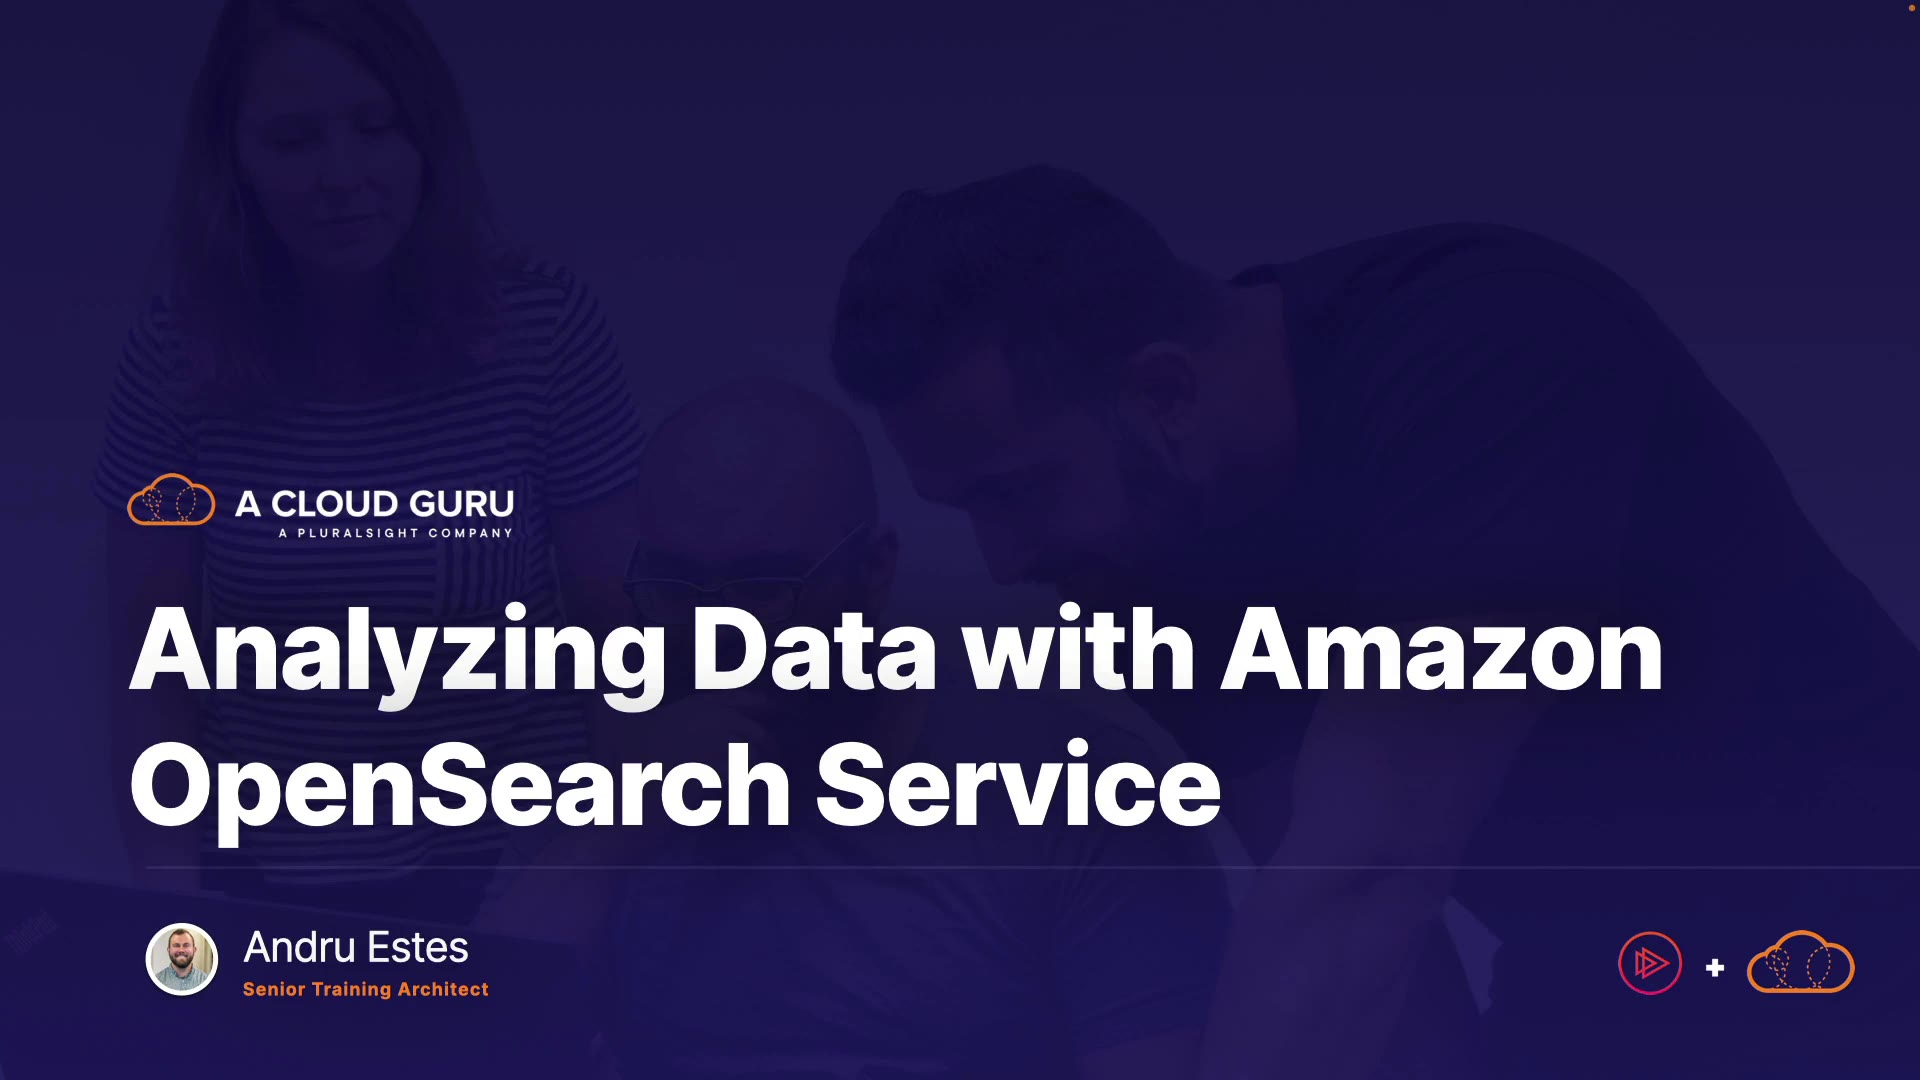 A CLOUD GURU
A PLURALSIGHT COMPANY
Analyzing Data with Amazon
OpenSearch Service
Andru Estes
Senior Training Architect
+